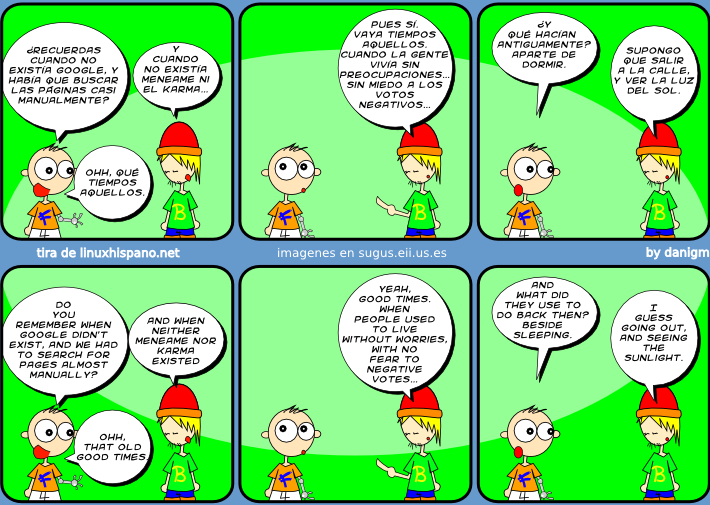 ¿RECUERDAS
CUANDO NO
EXISTÍA GOOGLE, Y
HABÍA QUE BUSCAR
LAS PÁGINAS CASI
MANUALMENTE?
Y
CUANDO
NO EXISTÍA
MENEAME NI
EL KARMA...
OHH, QUÉ
TIEMPOS
AQUELLOS.
PUES SÍ.
VAYA TIEMPOS
AQUELLOS.
CUANDO LA GENTE
VIVÍA SIN
PREOCUPACIONES...
SIN MIEDO A LOS
VOTOS
NEGATIVOS...
¿Y
QUÉ HACÍAN
ANTIGUAMENTE?
APARTE DE
DORMIR.
SUPONGO
QUE SALIR
A LA CALLE,
Y VER LA LUZ
DEL SOL.
B
B
B
tira de linuxhispano.net
imagenes en sugus.eii.us.es
by danigm
DO
YOU
REMEMBER WHEN
GOOGLE DIDN'T
EXIST, AND WE HAD
TO SEARCH FOR
PAGES ALMOST
MANUALLY?
AND WHEN
NEITHER
MENEAME NOR
KARMA
EXISTED
OHH,
THAT OLD
GOOD TIMES.
YEAH,
GOOD TIMES.
WHEN
PEOPLE USED
TO LIVE
WITHOUT WORRIES,
WITH NO
FEAR TO
NEGATIVE
VOTES...
AND
WHAT DID
THEY USE TO
DO BACK THEN?
BESIDE
SLEEPING.
I
GUESS
GOING OUT,
AND SEEING
THE
SUNLIGHT.
B
B
B